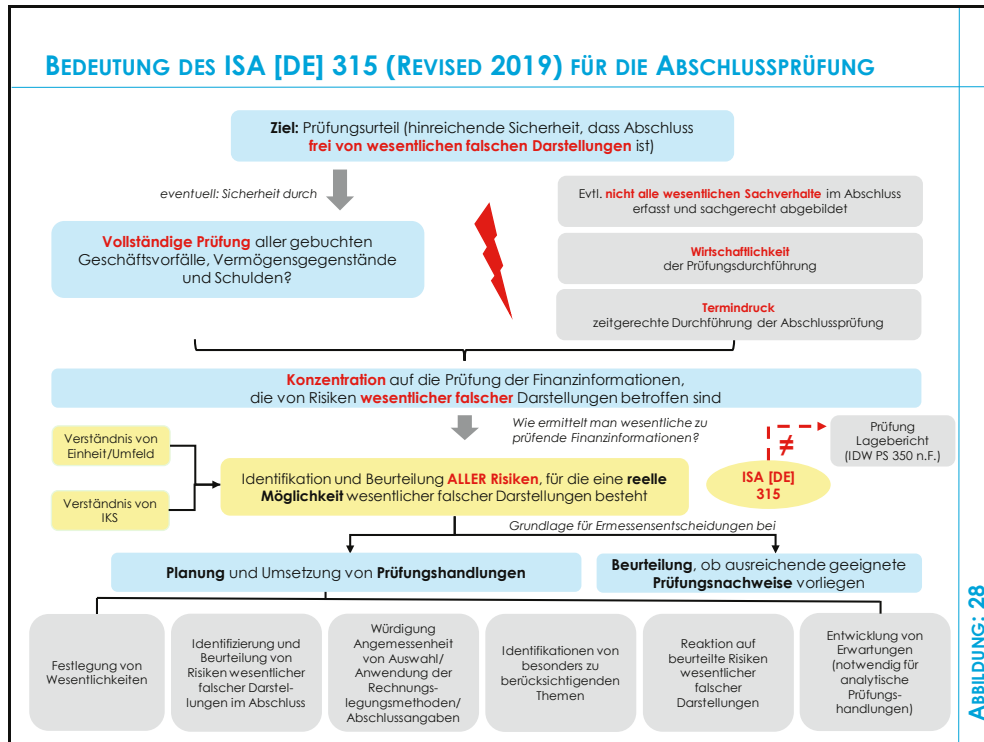 BEDEUTUNG DES ISA [DE] 315 (REVISED 2019) FÜR DIE ABSCHLUSSPRÜFUNG
Ziel: Prüfungsurteil (hinreichende Sicherheit, dass Abschluss
frei von wesentlichen falschen Darstellungen ist)
eventuell: Sicherheit durch
Vollständige Prüfung aller gebuchten
Geschäftsvorfälle, Vermögensgegenstände
und Schulden?
Evtl. nicht alle wesentlichen Sachverhalte im Abschluss
erfasst und sachgerecht abgebildet
Wirtschaftlichkeit
der Prüfungsdurchführung
Termindruck
zeitgerechte Durchführung der Abschlussprüfung
Konzentration auf die Prüfung der Finanzinformationen,
die von Risiken wesentlicher falscher Darstellungen betroffen sind
Wie ermittelt man wesentliche zu
prüfende Finanzinformationen?
≠
Prüfung
Lagebericht
(IDW PS 350 n.F.)
Verständnis von
Einheit/Umfeld
Verständnis von
IKS
Identifikation und Beurteilung ALLER Risiken, für die eine reelle
Möglichkeit wesentlicher falscher Darstellungen besteht
ISA [DE]
315
Grundlage für Ermessensentscheidungen bei
Planung und Umsetzung von Prüfungshandlungen
Beurteilung, ob ausreichende geeignete
Prüfungsnachweise vorliegen
Festlegung von
Wesentlichkeiten
Identifizierung und
Beurteilung von
Risiken wesentlicher
falscher Darstel-
lungen im Abschluss
Würdigung
Angemessenheit
von Auswahl/
Anwendung der
Rechnungs-
legungsmethoden/
Abschlussangaben
Identifikationen von
besonders zu
berücksichtigenden
Themen
Reaktion auf
beurteilte Risiken
wesentlicher
falscher
Darstellungen
Entwicklung von
Erwartungen
(notwendig für
analytische
Prüfungs-
handlungen)
ABBILDUNG: 28